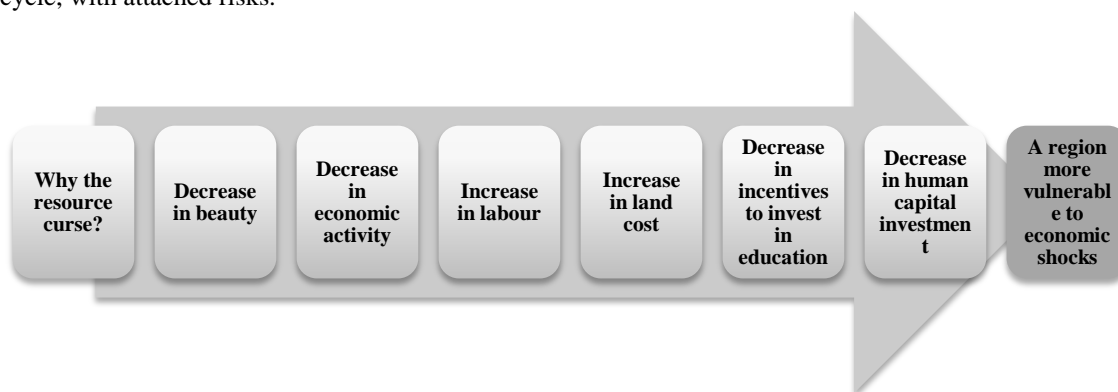 cycle, with attached risks.
Why the
resource
curse?
Decrease
in beauty
Decrease
in
economic
activity
Increase
in labour
Increase
in land
cost
Decrease
in
incentives
to invest
in
education
Decrease
in human
capital
investmen
t
A region
more
vulnerabl
e to
economic
shocks